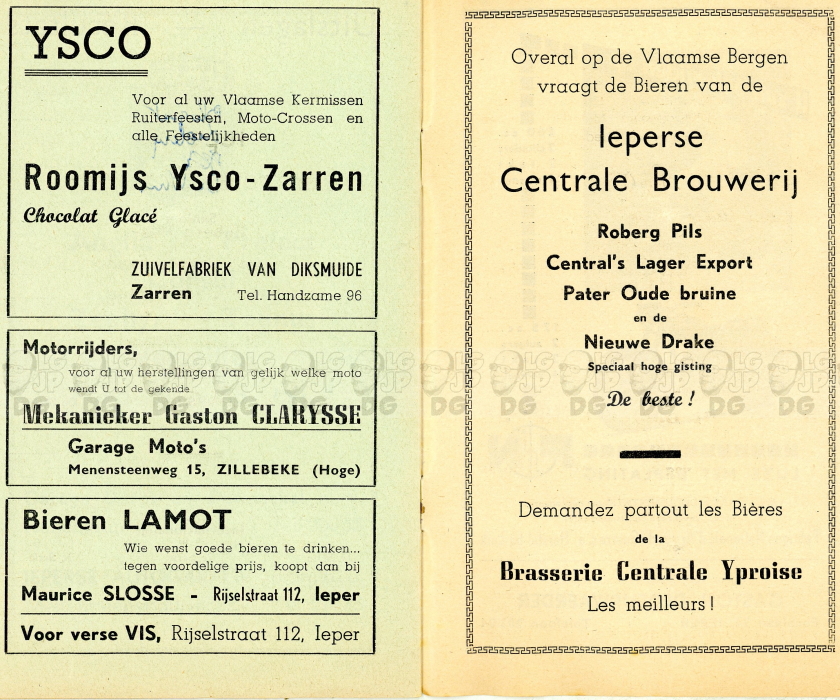 YSCO
Voor al uw Vlaamse Kermissen
Ruiterfeesten, Moto-Crossen en
alle Feestelijkheden
Roomijs Ysco-Zarren
Chocolat Glacé
ZUIVELFABRIEK VAN DIKSMUIDE
Zarren Tel. Handzame 96
Motorrijders,
voor al uw herstellingen van gelijk welke moto
wendt U tot de gekende
Mekanieker Gaston CLARYSSE
Garage Moto's
Menensteenweg 15, ZILLEBEKE (Hoge)
Bieren LAMOT
Wie wenst goede bieren te drinken...
tegen voordelige prijs, koopt dan bij
Maurice SLOSSE - Rijselstraat 112, Ieper
Voor verse VIS, Rijselstraat 112, Ieper
Overal op de Vlaamse Bergen
vraagt de Bieren van de
Ieperse
Centrale Brouwerij
Roberg Pils
Central's Lager Export
Pater Oude bruine
en de
Nieuwe Drake
Speciaal hoge gisting
De beste !
Demandez partout les Bières
de la
Brasserie Centrale Yproise
Les meilleurs !